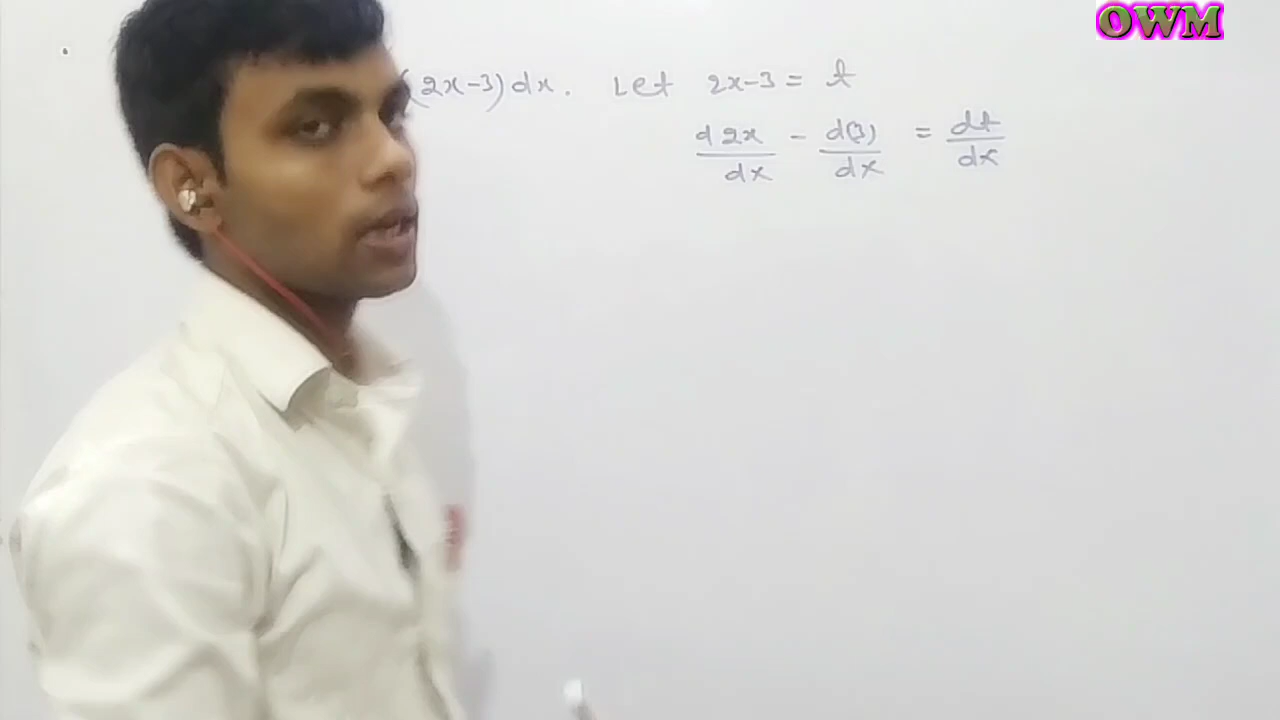 OWM
(2x-3)dx. Let 2x-3 = t
d2x/dx - d(3)/dx = dt/dx